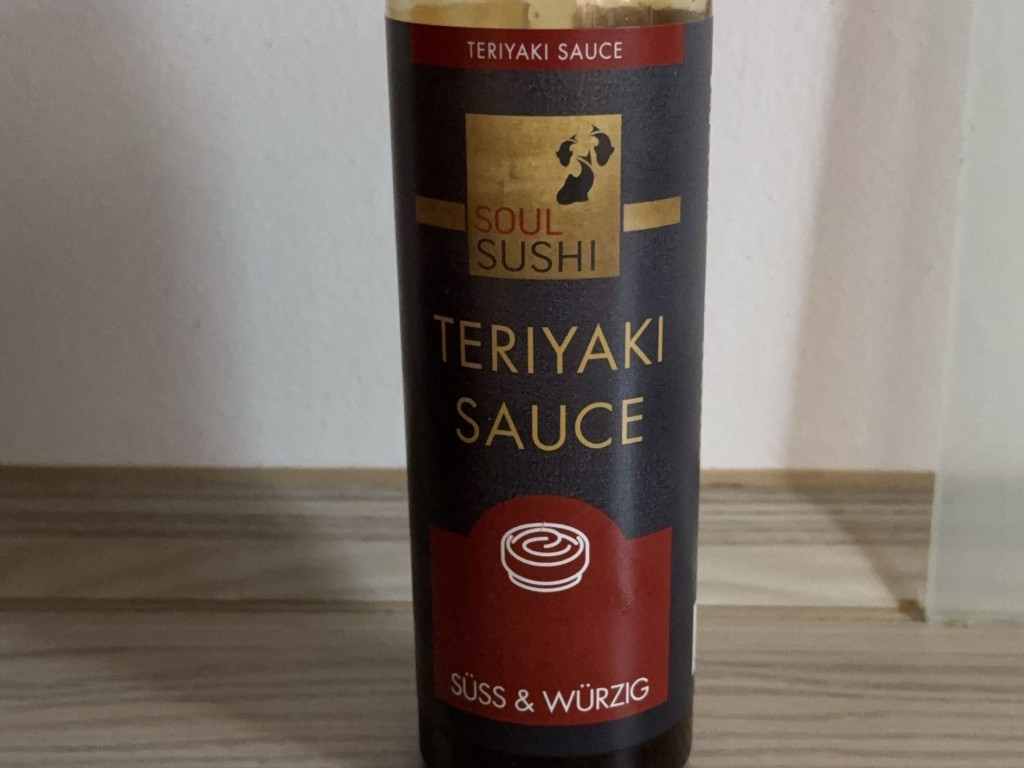 TERIYAKI SAUCE
SOUL
SUSHI
TERIYAKI
SAUCE
SÜSS & WÜRZIG